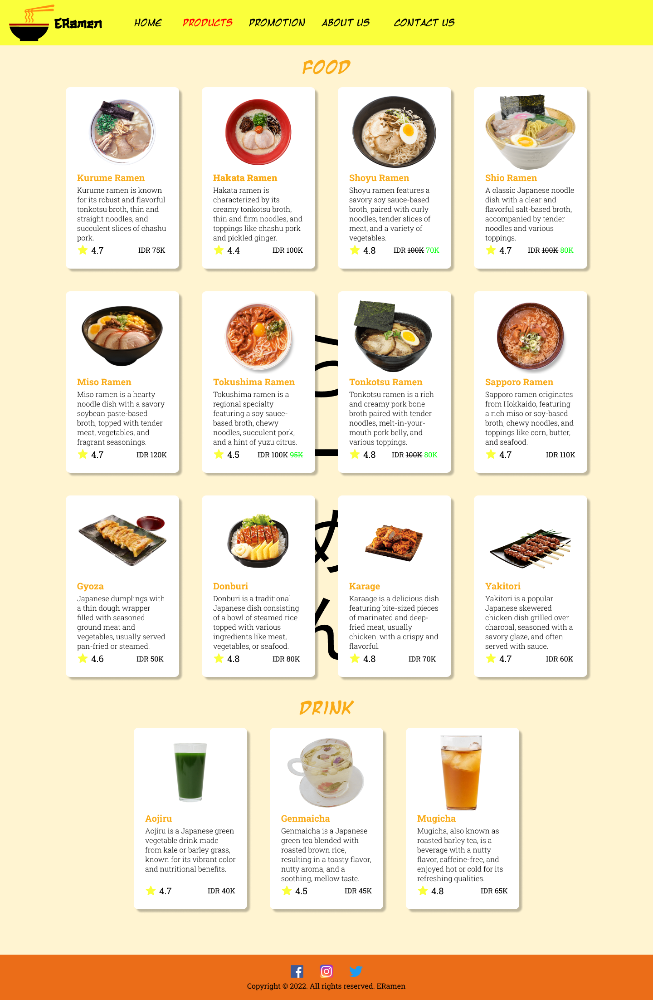 ERamen
HOME PRODUCTS PROMOTION ABOUT US CONTACT US
FOOD
Kurume Ramen
Kurume ramen is known
for its robust and flavorful
tonkotsu broth, thin and
straight noodles, and
succulent slices of chashu
pork.
4.7 IDR 75K
Hakata Ramen
Hakata ramen is
characterized by its
creamy tonkotsu broth,
thin and firm noodles, and
toppings like chashu pork
and pickled ginger.
4.4 IDR 100K
Shoyu Ramen
Shoyu ramen features a
savory soy sauce-based
broth, paired with curly
noodles, tender slices of
meat, and a variety of
vegetables.
4.8 IDR 100K 70K
Shio Ramen
A classic Japanese noodle
dish with a clear and
flavorful salt-based broth,
accompanied by tender
noodles and various
toppings.
4.7 IDR 100K 80K
Miso Ramen
Miso ramen is a hearty
noodle dish with a savory
soybean paste-based
broth, topped with tender
meat, vegetables, and
fragrant seasonings.
4.7 IDR 120K
Tokushima Ramen
Tokushima ramen is a
regional specialty
featuring a soy sauce-
based broth, chewy
noodles, succulent pork,
and a hint of yuzu citrus.
4.5 IDR 100K 95K
Tonkotsu Ramen
Tonkotsu ramen is a rich
and creamy pork bone
broth paired with tender
noodles, melt-in-your-
mouth pork belly, and
various toppings.
4.8 IDR 100K 80K
Sapporo Ramen
Sapporo ramen originates
from Hokkaido, featuring
a rich miso or soy-based
broth, chewy noodles, and
toppings like corn, butter,
and seafood.
4.7 IDR 110K
Gyoza
Japanese dumplings with
a thin dough wrapper
filled with seasoned
ground meat and
vegetables, usually served
pan-fried or steamed.
4.6 IDR 50K
Donburi
Donburi is a traditional
Japanese dish consisting
of a bowl of steamed rice
topped with various
ingredients like meat,
vegetables, or seafood.
4.8 IDR 80K
Karage
Karaage is a delicious dish
featuring bite-sized pieces
of marinated and deep-
fried meat, usually
chicken, with a crispy and
flavorful.
4.8 IDR 70K
Yakitori
Yakitori is a popular
Japanese skewered
chicken dish grilled over
charcoal, seasoned with a
savory glaze, and often
served with sauce.
4.7 IDR 60K
DRINK
Aojiru
Aojiru is a Japanese green
vegetable drink made
from kale or barley grass,
known for its vibrant color
and nutritional benefits.
4.7 IDR 40K
Genmaicha
Genmaicha is a Japanese
green tea blended with
roasted brown rice,
resulting in a toasty flavor,
nutty aroma, and a
soothing, mellow taste.
4.5 IDR 45K
Mugicha
Mugicha, also known as
roasted barley tea, is a
beverage with a nutty
flavor, caffeine-free, and
enjoyed hot or cold for its
refreshing qualities.
4.8 IDR 65K
Copyright © 2022. All rights reserved. ERamen